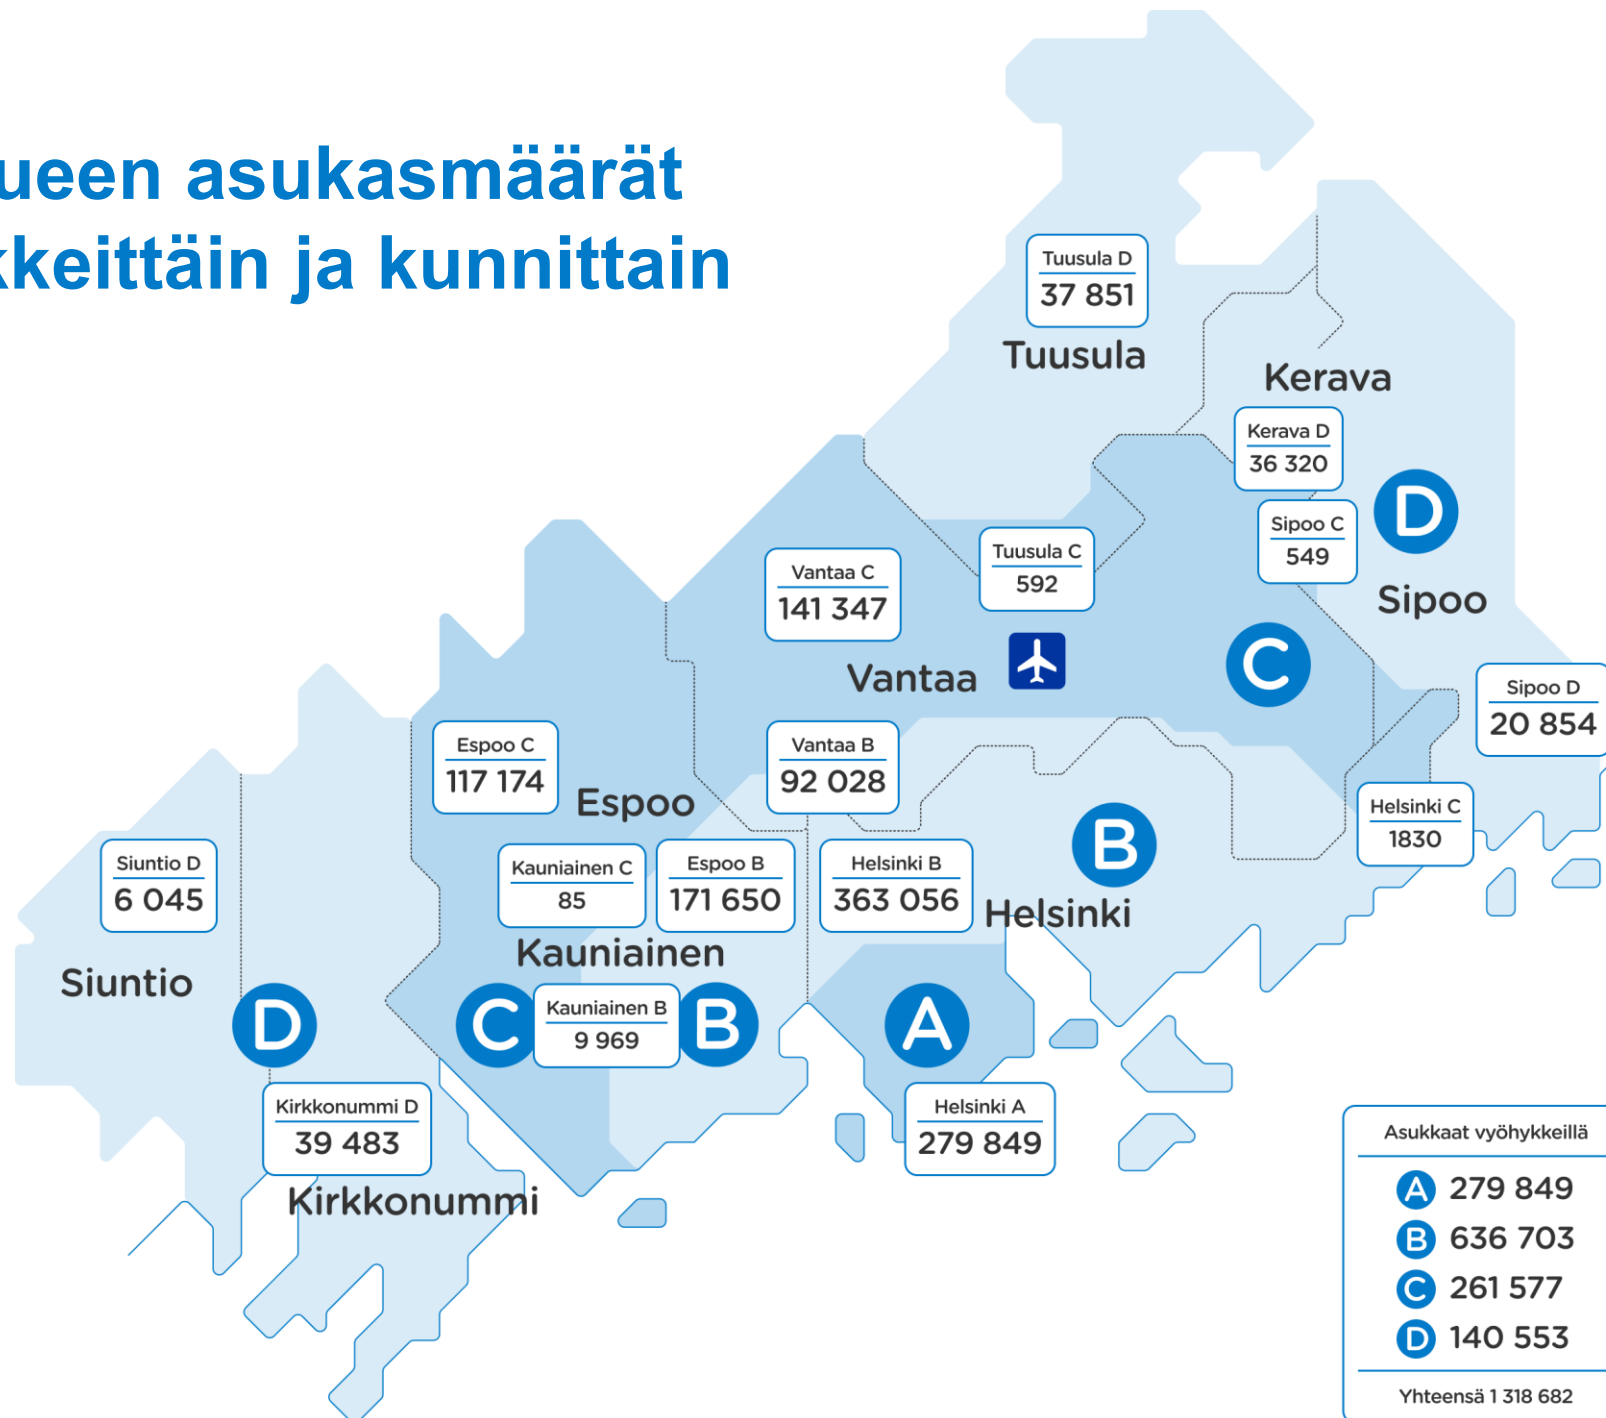 ueen asukasmäärät
kkeittäin ja kunnittain
Tuusula D
37 851
Tuusula
Kerava
Kerava D
36 320
D
Sipoo C
549
Sipoo
Tuusula C
592
Vantaa C
141 347
Vantaa
C
Sipoo D
20 854
Espoo C
117 174
Espoo
Vantaa B
92 028
Helsinki C
1830
B
Siuntio D
6 045
Kauniainen C
85
Espoo B
171 650
Helsinki B
363 056
Helsinki
Kauniainen
Siuntio
D
C
Kauniainen B
9 969
B
A
Kirkkonummi D
39 483
Kirkkonummi
Helsinki A
279 849
Asukkaat vyöhykkeillä
A 279 849
B 636 703
C 261 577
D 140 553
Yhteensä 1 318 682